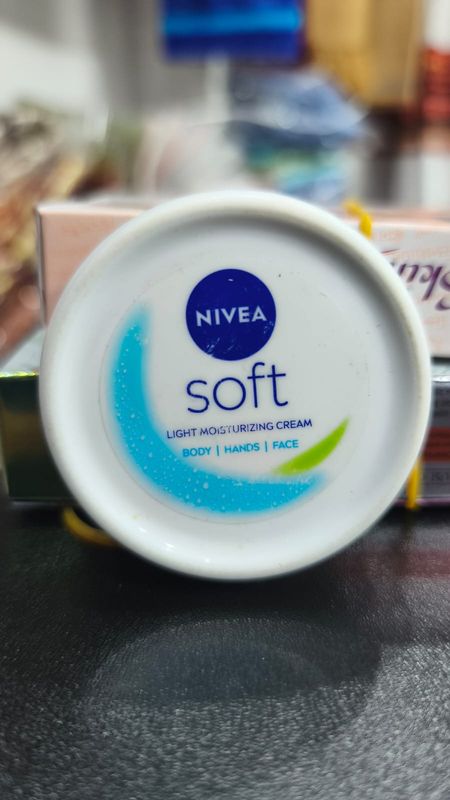 NIVEA
soft
LIGHT MOISTURIZING CREAM
BODY | HANDS | FACE